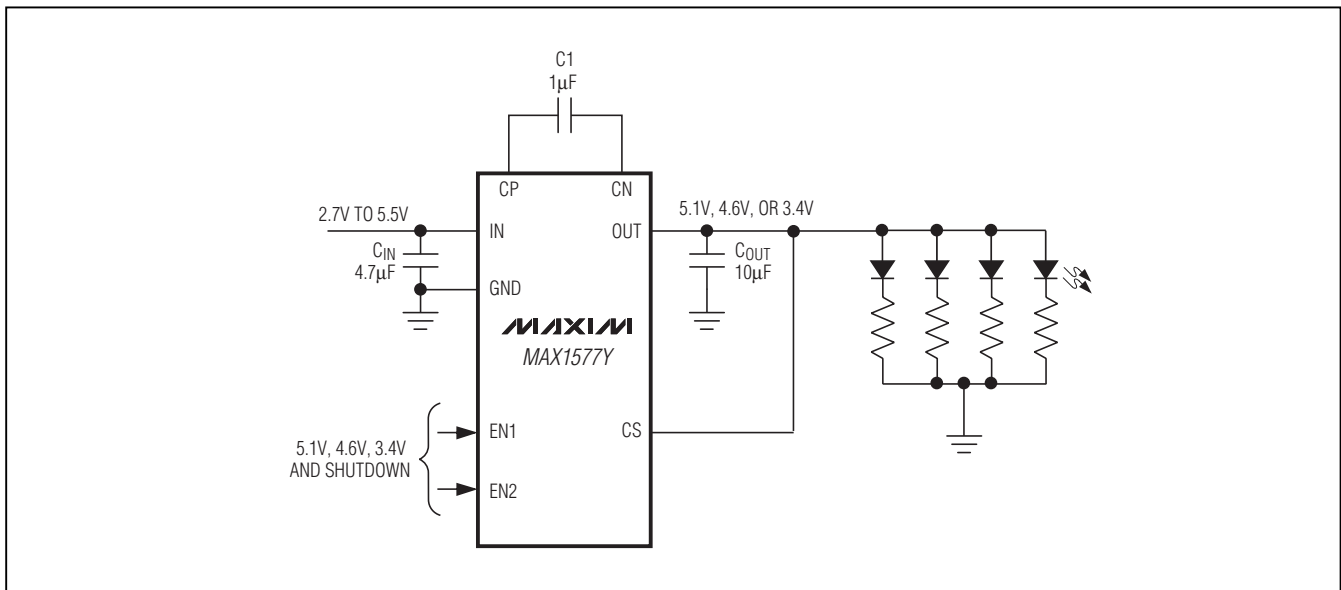 C1
1μF
CP
CN
2.7V TO 5.5V
IN
OUT
5.1V, 4.6V, OR 3.4V
CIN
4.7μF
COUT
10μF
GND
MAXIM
MAX1577Y
5.1V, 4.6V, 3.4V
AND SHUTDOWN
EN1
CS
EN2